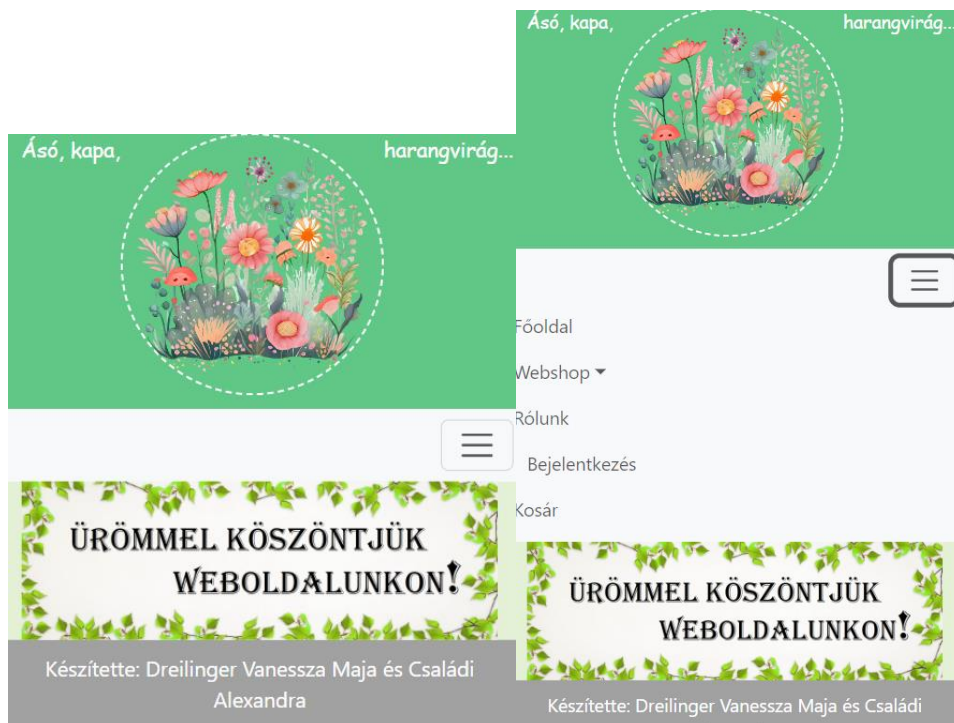 Ásó, kapa,
harangvirág...
ÜRÖMMEL KÖSZÖNTJÜK
WEBOLDALUNKON!
Készítette: Dreilinger Vanessza Maja és Családi
Alexandra
Ásó, kapa,
harangvirág...
Főoldal
Webshop
Rólunk
Bejelentkezés
Kosár
ÜRÖMMEL KÖSZÖNTJÜK
WEBOLDALUNKON!
Készítette: Dreilinger Vanessza Maja és Családi